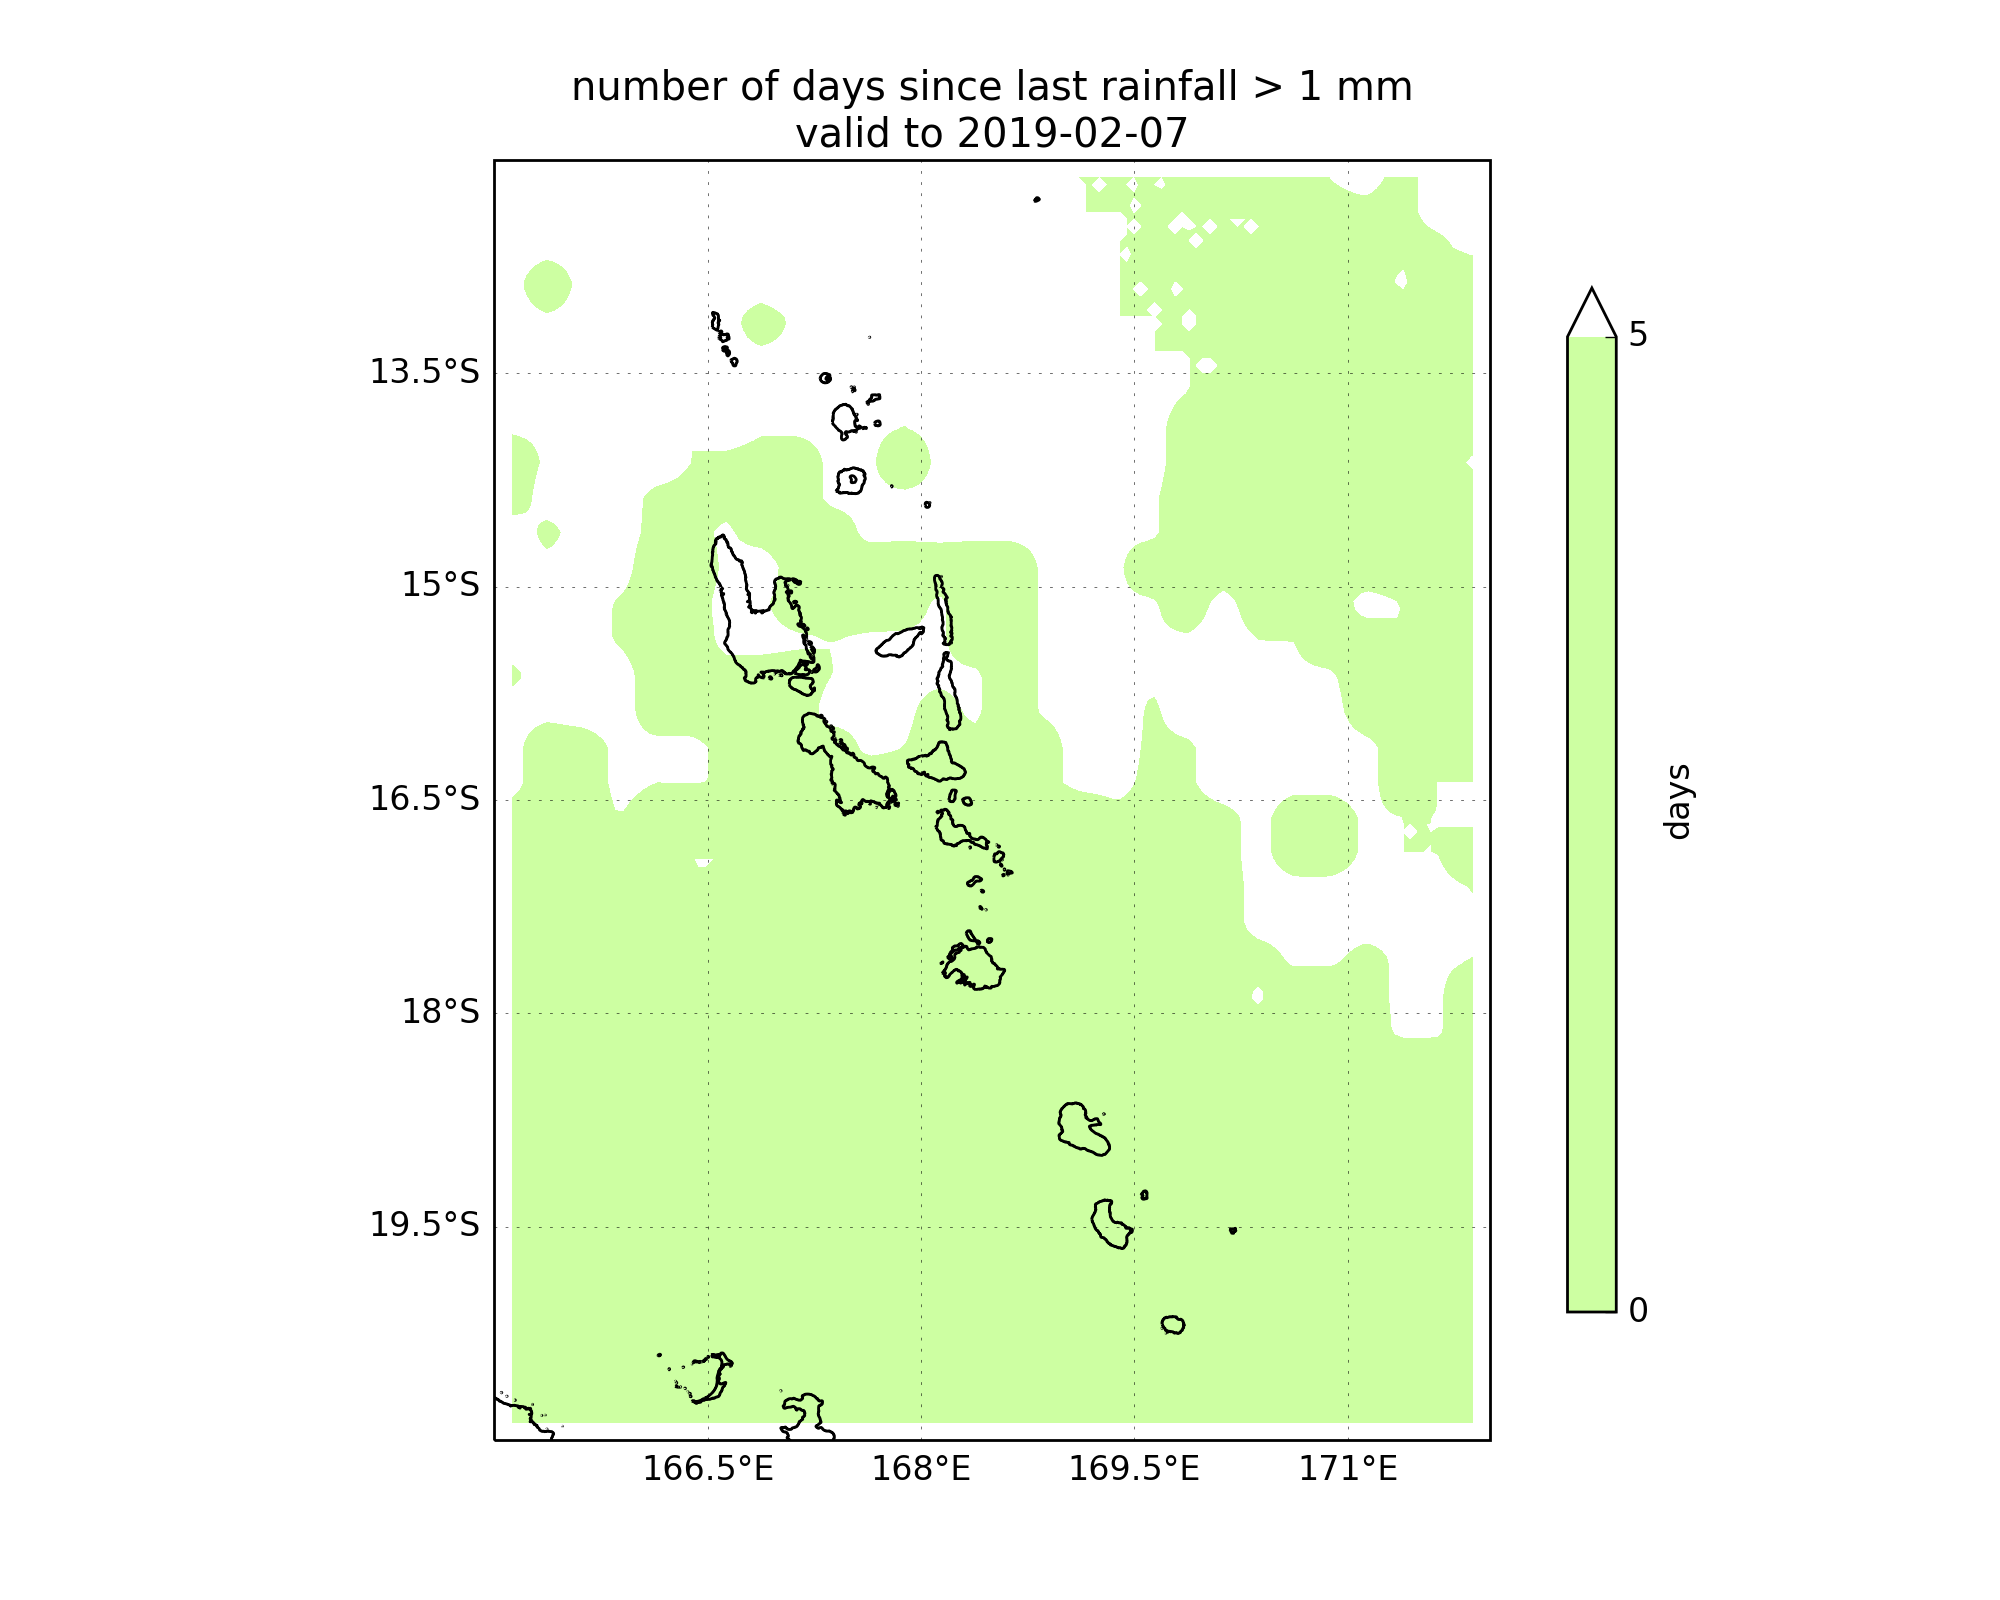 number of days since last rainfall > 1 mm
valid to 2019-02-07
13.5°S
15°S
16.5°S
18°S
19.5°S
166.5°E
168°E
169.5°E
171°E
5
0
days